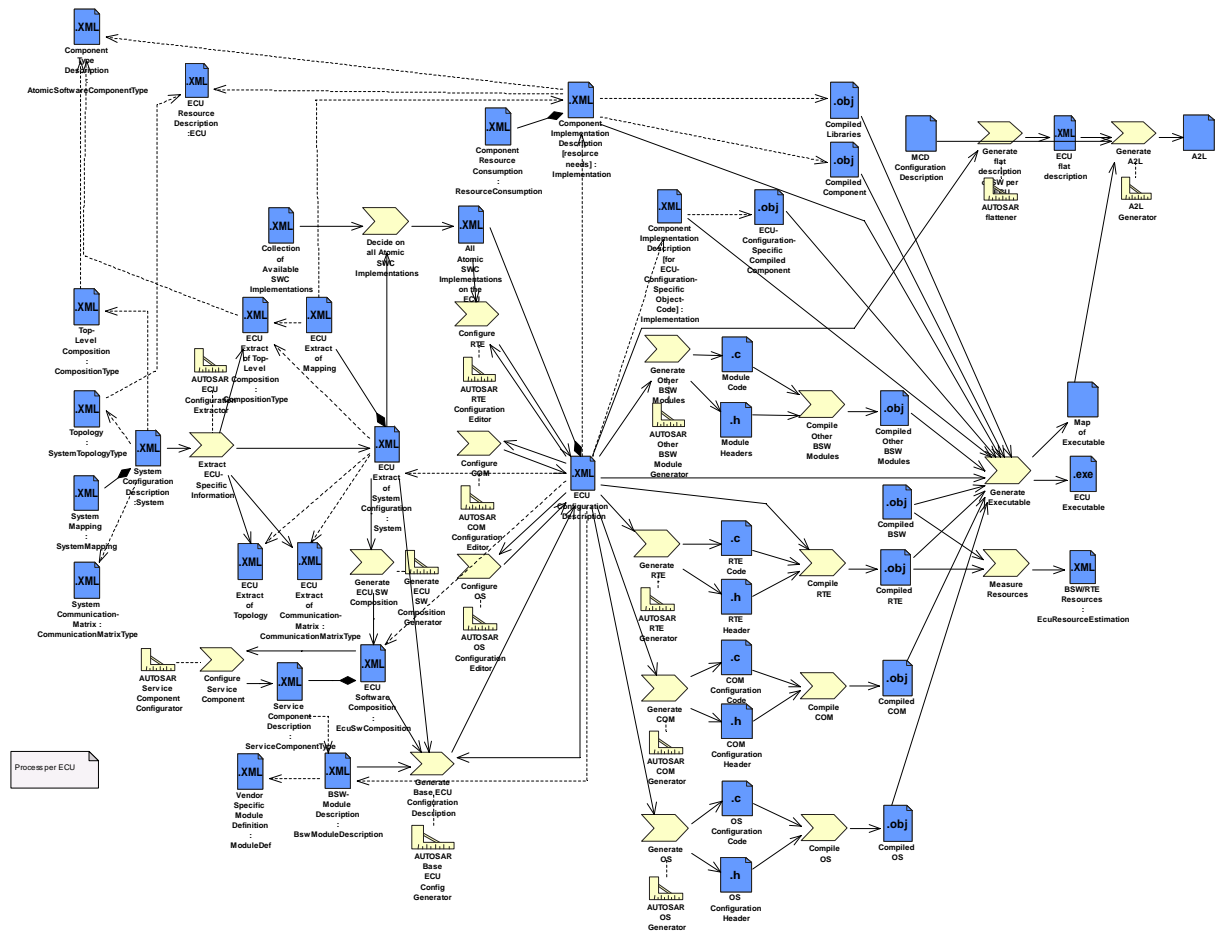 .XML
Component
Type
Description
:
AtomicSoftwareComponentType
.XML
ECU
Resource
Description
:ECU
.XML
Component
Resource
Consumption
:
ResourceConsumption
.XML
Component
Implementation
Description
[resource
needs] :
Implementation
.obj
Compiled
Libraries
.obj
Compiled
Component
MCD
Configuration
Description
Generate
flat
description
AUTOSAR
flattener
.XML
ECU
flat
description
Generate
A2L
A2L
Generator
A2L
.XML
Collection
of
Available
SWC
Implementations
Decide on
all Atomic
SWC
Implementations
.XML
All
Atomic
SWC
Implementations
on the
ECU
.XML
Component
Implementation
Description
[for
ECU-
Configuration-
Specific
Object-
Code] :
Implementation
.obj
ECU-
Configuration-
Specific
Compiled
Component
.XML
Top-
Level
Composition
:
CompositionType
.XML
ECU
Extract
of Top-
Level
Composition
:
CompositionType
.XML
ECU
Extract
of
Mapping
Configure
RTE
AUTOSAR
RTE
Configuration
Editor
AUTOSAR
ECU
Configuration
Extractor
.XML
Topology :
SystemTopologyType
.XML
System
Configuration
Description
:System
Extract
ECU-
Specific
Information
.XML
ECU
Extract
of
System
Configuration
:
System
Configure
COM
AUTOSAR
COM
Configuration
Editor
.XML
ECU
Configuration
Description
Generate
Other
BSW
Modules
AUTOSAR
Other
BSW
Module
Generator
.c
Module
Code
.h
Module
Headers
Compile
Other
BSW
Modules
.obj
Compiled
Other
BSW
Modules
Map
of
Executable
Generate
Executable
.exe
ECU
Executable
.XML
System
Mapping
:
SystemMapping
.XML
System
Communication-
Matrix :
CommunicationMatrixType
.XML
ECU
Extract
of
Topology
.XML
ECU
Extract
of
Communication-
Matrix :
CommunicationMatrixType
Generate
ECU SW
Composition
Generate
ECU
SW
Composition
Generator
Configure
OS
AUTOSAR
OS
Configuration
Editor
.obj
Compiled
BSW
Generate
RTE
AUTOSAR
RTE
Generator
.c
RTE
Code
.h
RTE
Header
Compile
RTE
.obj
Compiled
RTE
Measure
Resources
.XML
BSW/RTE
Resources :
EcuResourceEstimation
AUTOSAR
Service
Component
Configurator
Configure
Service
Component
.XML
Service
Component
Description
:
ServiceComponentType
.XML
ECU
Software
Composition
:
EcuSwComposition
Generate
COM
AUTOSAR
COM
Generator
.c
COM
Configuration
Code
.h
COM
Configuration
Header
Compile
COM
.obj
Compiled
COM
Process per ECU
.XML
Vendor
Specific
Module
Definition
:
ModuleDef
.XML
BSW-
Module
Description :
BswModuleDescription
Generate
Base ECU
Configration
Description
AUTOSAR
Base
ECU
Config
Generator
Generate
OS
AUTOSAR
OS
Generator
.c
OS
Configuration
Code
.h
OS
Configuration
Header
Compile
OS
.obj
Compiled
OS